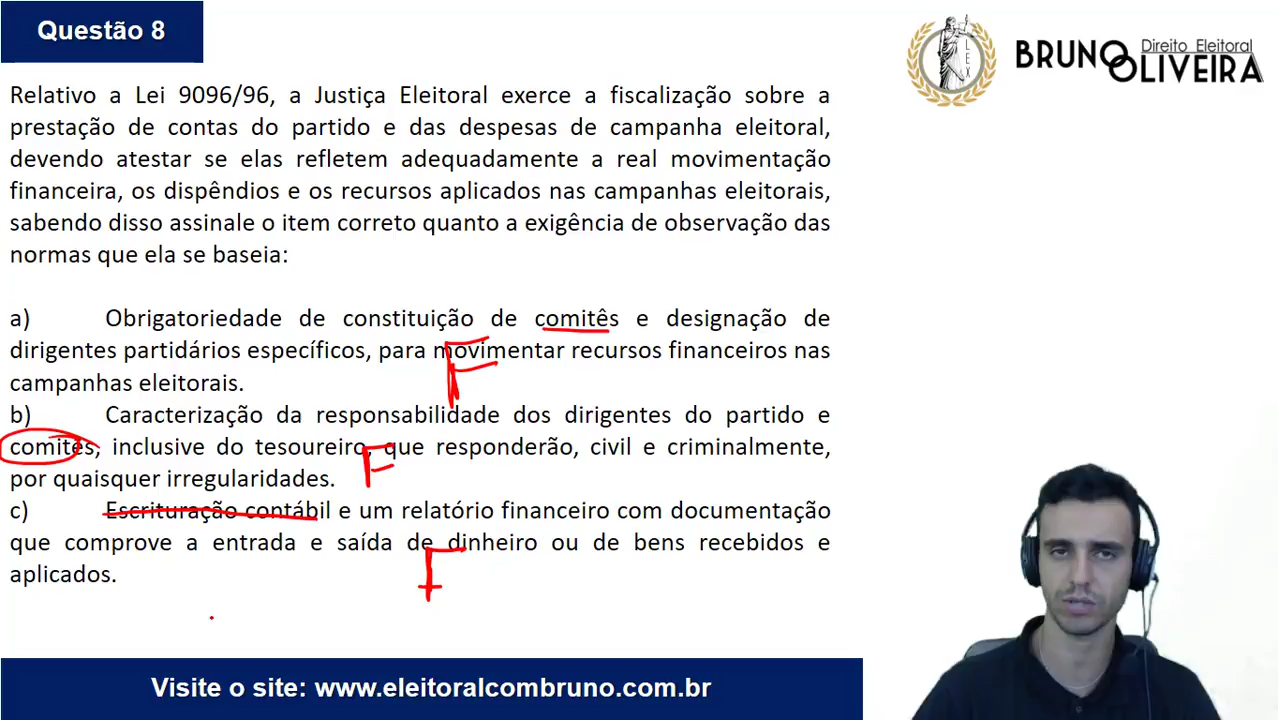 Questão 8
LEX
BRUNO
Direito Eleitoral
OLIVEIRA
Relativo a Lei 9096/96, a Justiça Eleitoral exerce a fiscalização sobre a
prestação de contas do partido e das despesas de campanha eleitoral,
devendo atestar se elas refletem adequadamente a real movimentação
financeira, os dispêndios e os recursos aplicados nas campanhas eleitorais,
sabendo disso assinale o item correto quanto a exigência de observação das
normas que ela se baseia:
a) Obrigatoriedade de constituição de comitês e designação de
dirigentes partidários específicos, para movimentar recursos financeiros nas
campanhas eleitorais.
F
b) Caracterização da responsabilidade dos dirigentes do partido e
comitês, inclusive do tesoureiro, que responderão, civil e criminalmente,
por quaisquer irregularidades.
F
c) Escrituração contábil e um relatório financeiro com documentação
que comprove a entrada e saída de dinheiro ou de bens recebidos e
aplicados.
F
Visite o site: www.eleitoralcombruno.com.br